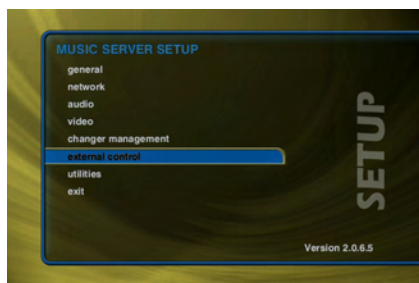 MUSIC SERVER SETUP
general
network
audio
video
changer management
external control
utilities
exit
SETUP
Version 2.0.6.5